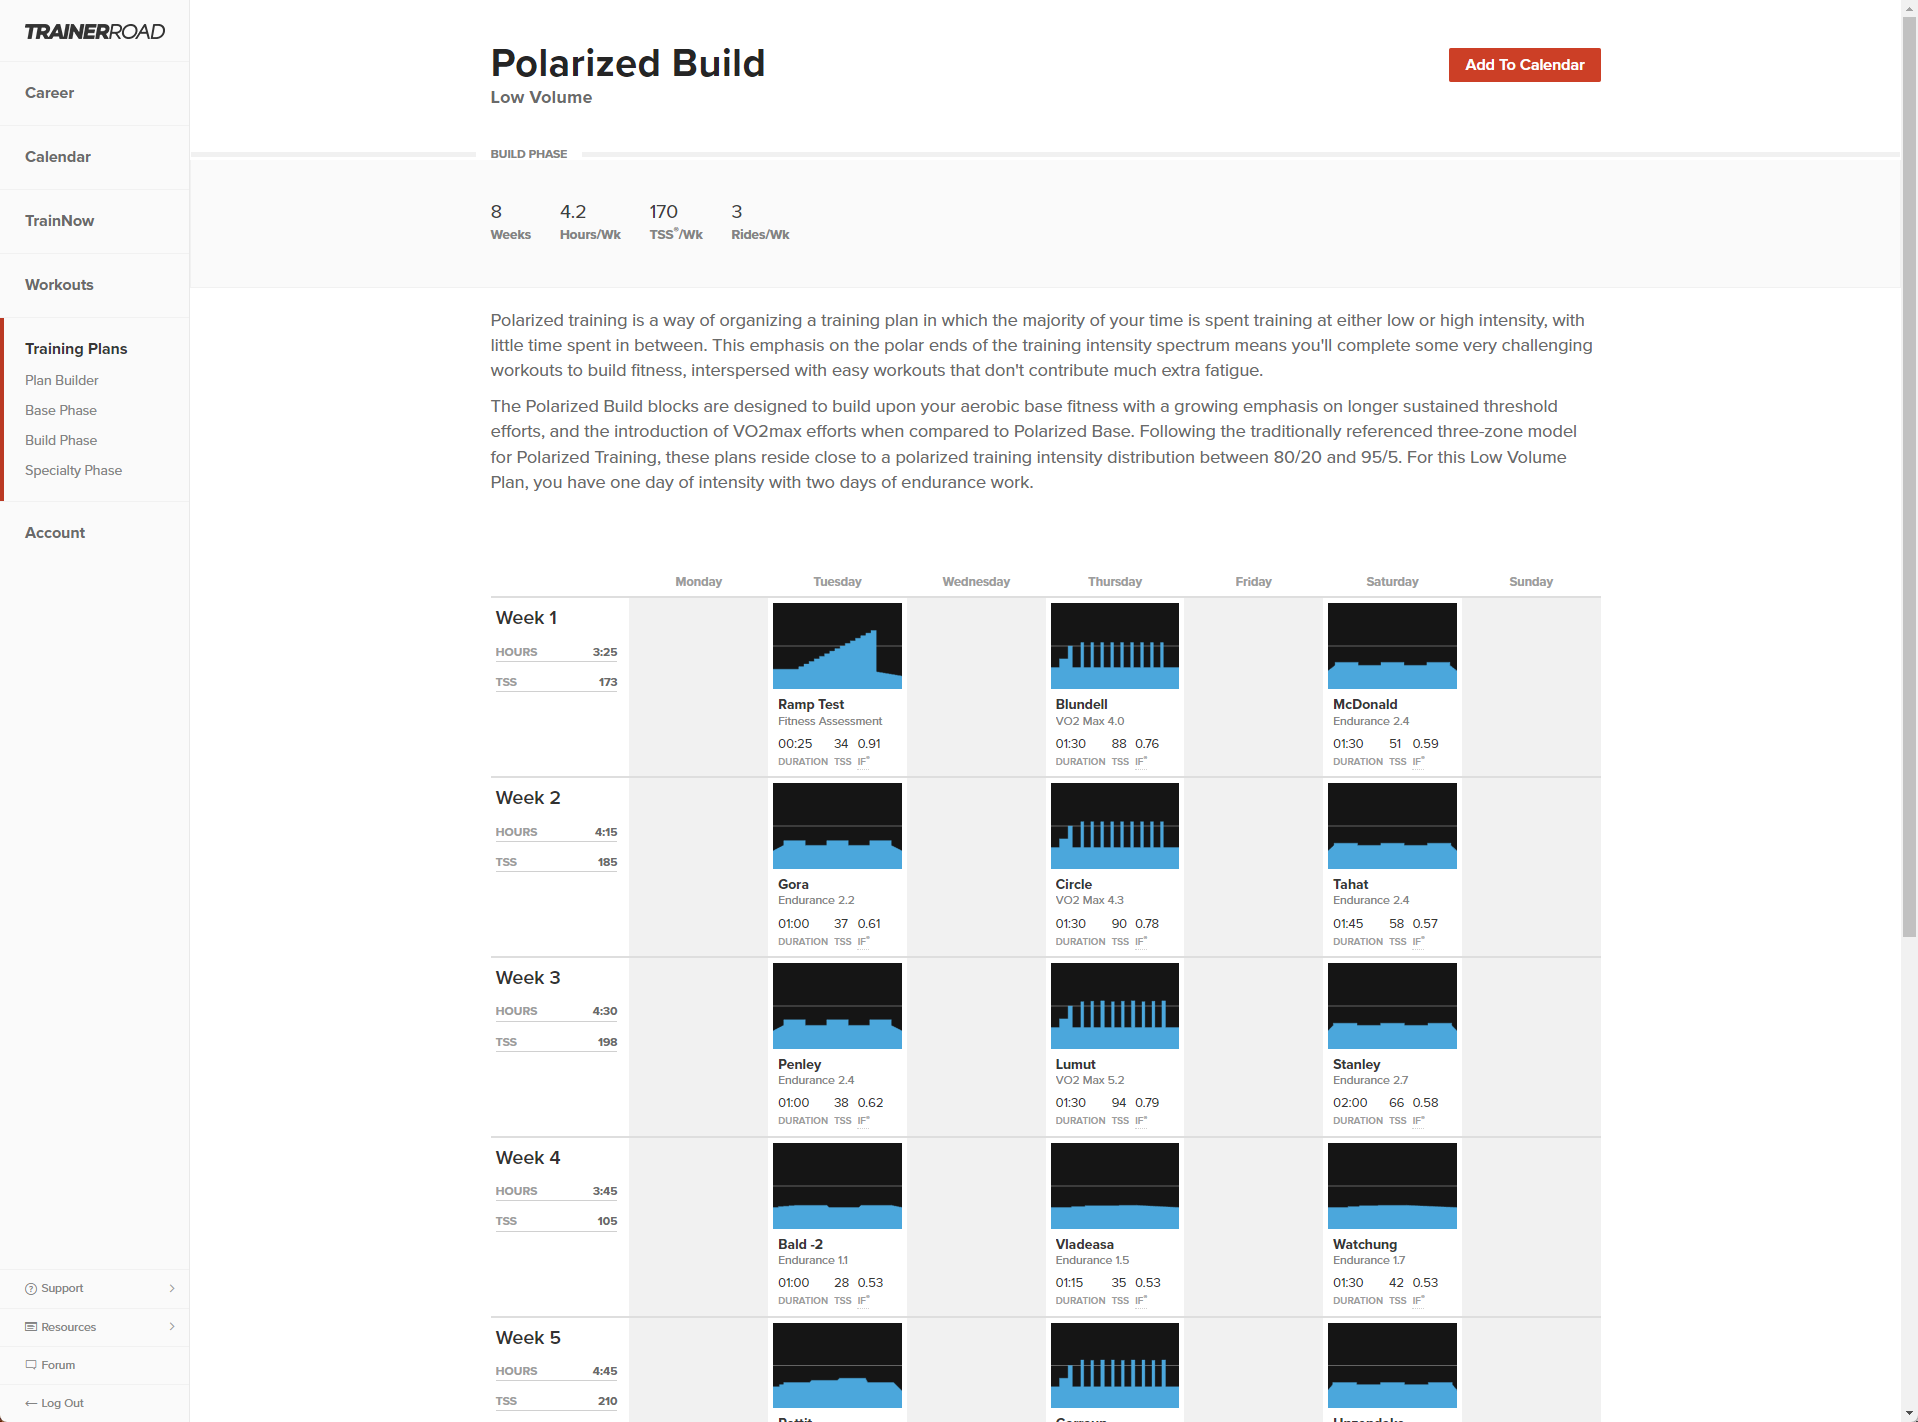 TRAINERROAD
Career
Calendar
TrainNow
Workouts
Training Plans
Plan Builder
Base Phase
Build Phase
Specialty Phase
Account
Support
Resources
Forum
Log Out
Polarized Build
Low Volume
Add To Calendar
BUILD PHASE
8 4.2 170 3
Weeks Hours/Wk TSS®/Wk Rides/Wk
Polarized training is a way of organizing a training plan in which the majority of your time is spent training at either low or high intensity, with
little time spent in between. This emphasis on the polar ends of the training intensity spectrum means you'll complete some very challenging
workouts to build fitness, interspersed with easy workouts that don't contribute much extra fatigue.
The Polarized Build blocks are designed to build upon your aerobic base fitness with a growing emphasis on longer sustained threshold
efforts, and the introduction of VO2max efforts when compared to Polarized Base. Following the traditionally referenced three-zone model
for Polarized Training, these plans reside close to a polarized training intensity distribution between 80/20 and 95/5. For this Low Volume
Plan, you have one day of intensity with two days of endurance work.
Monday Tuesday Wednesday Thursday Friday Saturday Sunday
Week 1
HOURS 3:25
TSS 173
Ramp Test
Fitness Assessment
00:25 34 0.91
DURATION TSS IF®
Blundell
VO2 Max 4.0
01:30 88 0.76
DURATION TSS IF®
McDonald
Endurance 2.4
01:30 51 0.59
DURATION TSS IF®
Week 2
HOURS 4:15
TSS 185
Gora
Endurance 2.2
01:00 37 0.61
DURATION TSS IF®
Circle
VO2 Max 4.3
01:30 90 0.78
DURATION TSS IF®
Tahat
Endurance 2.4
01:45 58 0.57
DURATION TSS IF®
Week 3
HOURS 4:30
TSS 198
Penley
Endurance 2.4
01:00 38 0.62
DURATION TSS IF®
Lumut
VO2 Max 5.2
01:30 94 0.79
DURATION TSS IF®
Stanley
Endurance 2.7
02:00 66 0.58
DURATION TSS IF®
Week 4
HOURS 3:45
TSS 105
Bald -2
Endurance 1.1
01:00 28 0.53
DURATION TSS IF®
Vladeasa
Endurance 1.5
01:15 35 0.53
DURATION TSS IF®
Watchung
Endurance 1.7
01:30 42 0.53
DURATION TSS IF®
Week 5
HOURS 4:45
TSS 210